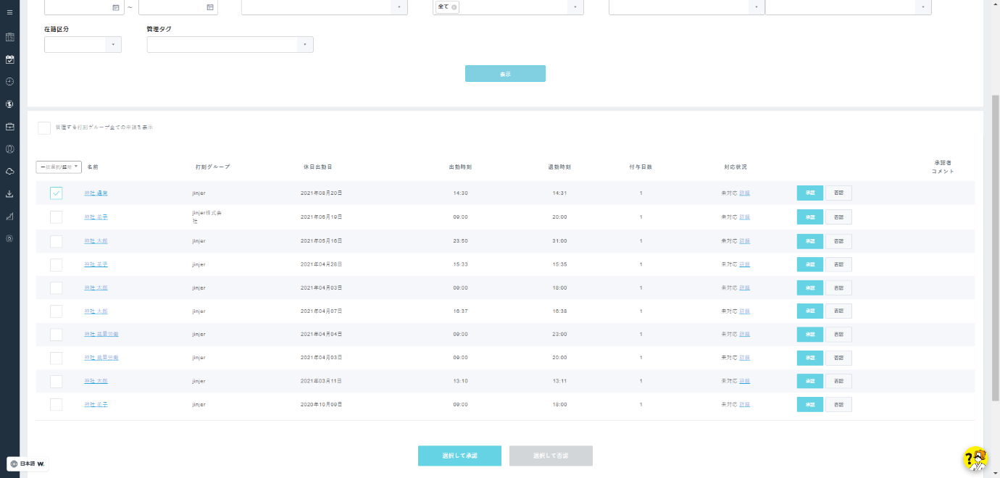 全て
在籍区分 管理タグ
表示
管理する打刻グループ全ての申請を表示
一括選択/解除 名前 打刻グループ 休日出勤日 出勤時刻 退勤時刻 付与日数 対応状況 承認者
コメント
神社 通常 jinjer 2021年08月20日 14:30 14:31 1 未対応 詳細 承認 否認
神社 花子 jinjer株式会
社 2021年06月19日 09:00 20:00 1 未対応 詳細 承認 否認
神社 太郎 jinjer 2021年05月16日 23:50 31:00 1 未対応 詳細 承認 否認
神社 花子 jinjer 2021年04月28日 15:33 15:35 1 未対応 詳細 承認 否認
神社 太郎 jinjer 2021年04月03日 09:00 18:00 1 未対応 詳細 承認 否認
神社 太郎 jinjer 2021年04月07日 16:37 16:38 1 未対応 詳細 承認 否認
神社 裁量労働 jinjer 2021年04月04日 09:00 23:00 1 未対応 詳細 承認 否認
神社 裁量労働 jinjer 2021年04月03日 09:00 20:00 1 未対応 詳細 承認 否認
神社 太郎 jinjer 2021年03月11日 13:10 13:11 1 未対応 詳細 承認 否認
神社 花子 jinjer 2020年10月09日 09:00 18:00 1 未対応 詳細 承認 否認
選択して承認 選択して否認
日本語 W.
?